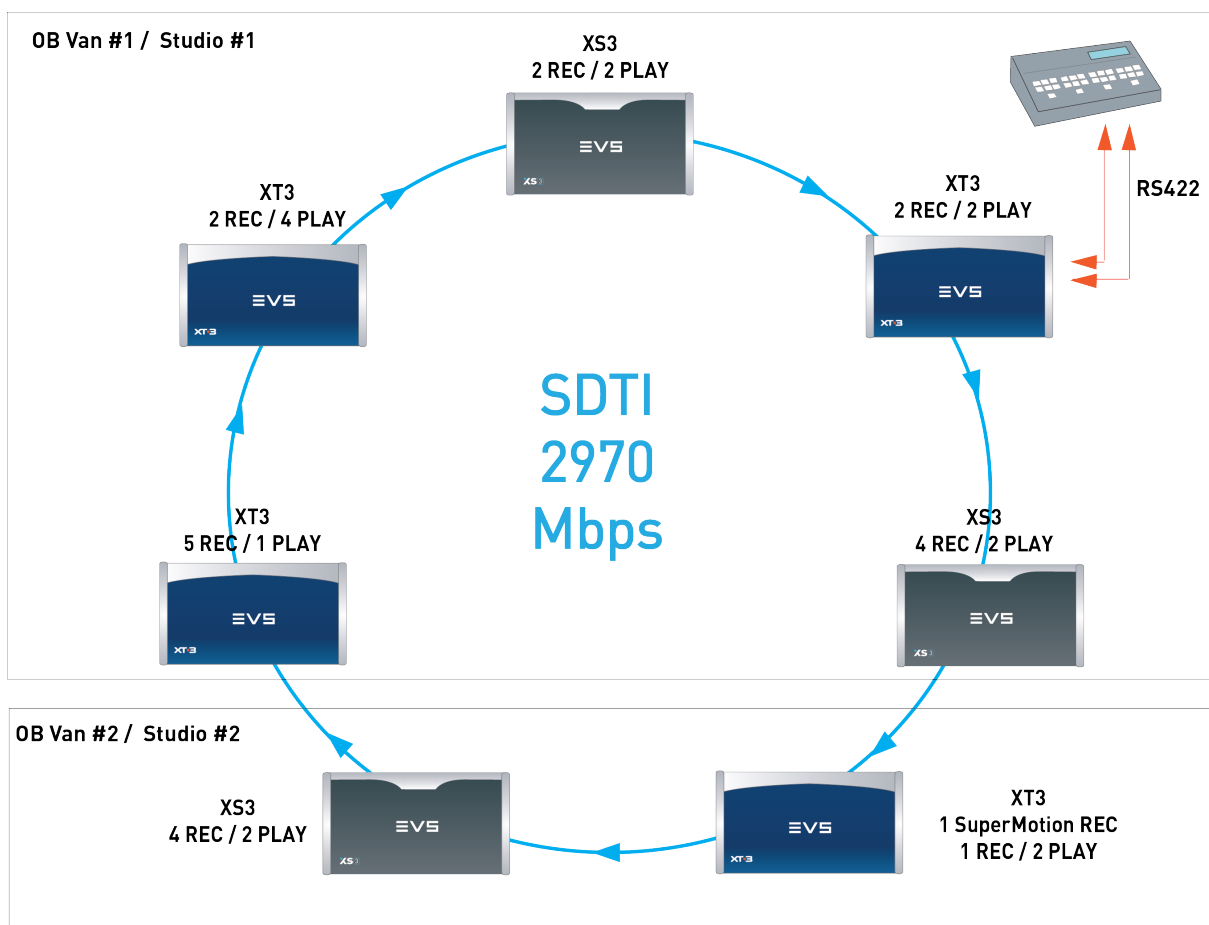 OB Van #1 / Studio #1
XS3
2 REC / 2 PLAY
EVS
XS3
RS422
XT3
2 REC / 4 PLAY
EVS
XT3
XT3
2 REC / 2 PLAY
EVS
XT3
SDTI
2970
Mbps
XT3
5 REC / 1 PLAY
EVS
XT3
XS3
4 REC / 2 PLAY
EVS
XS3
OB Van #2 / Studio #2
XS3
4 REC / 2 PLAY
EVS
XS3
EVS
XT3
XT3
1 SuperMotion REC
1 REC / 2 PLAY